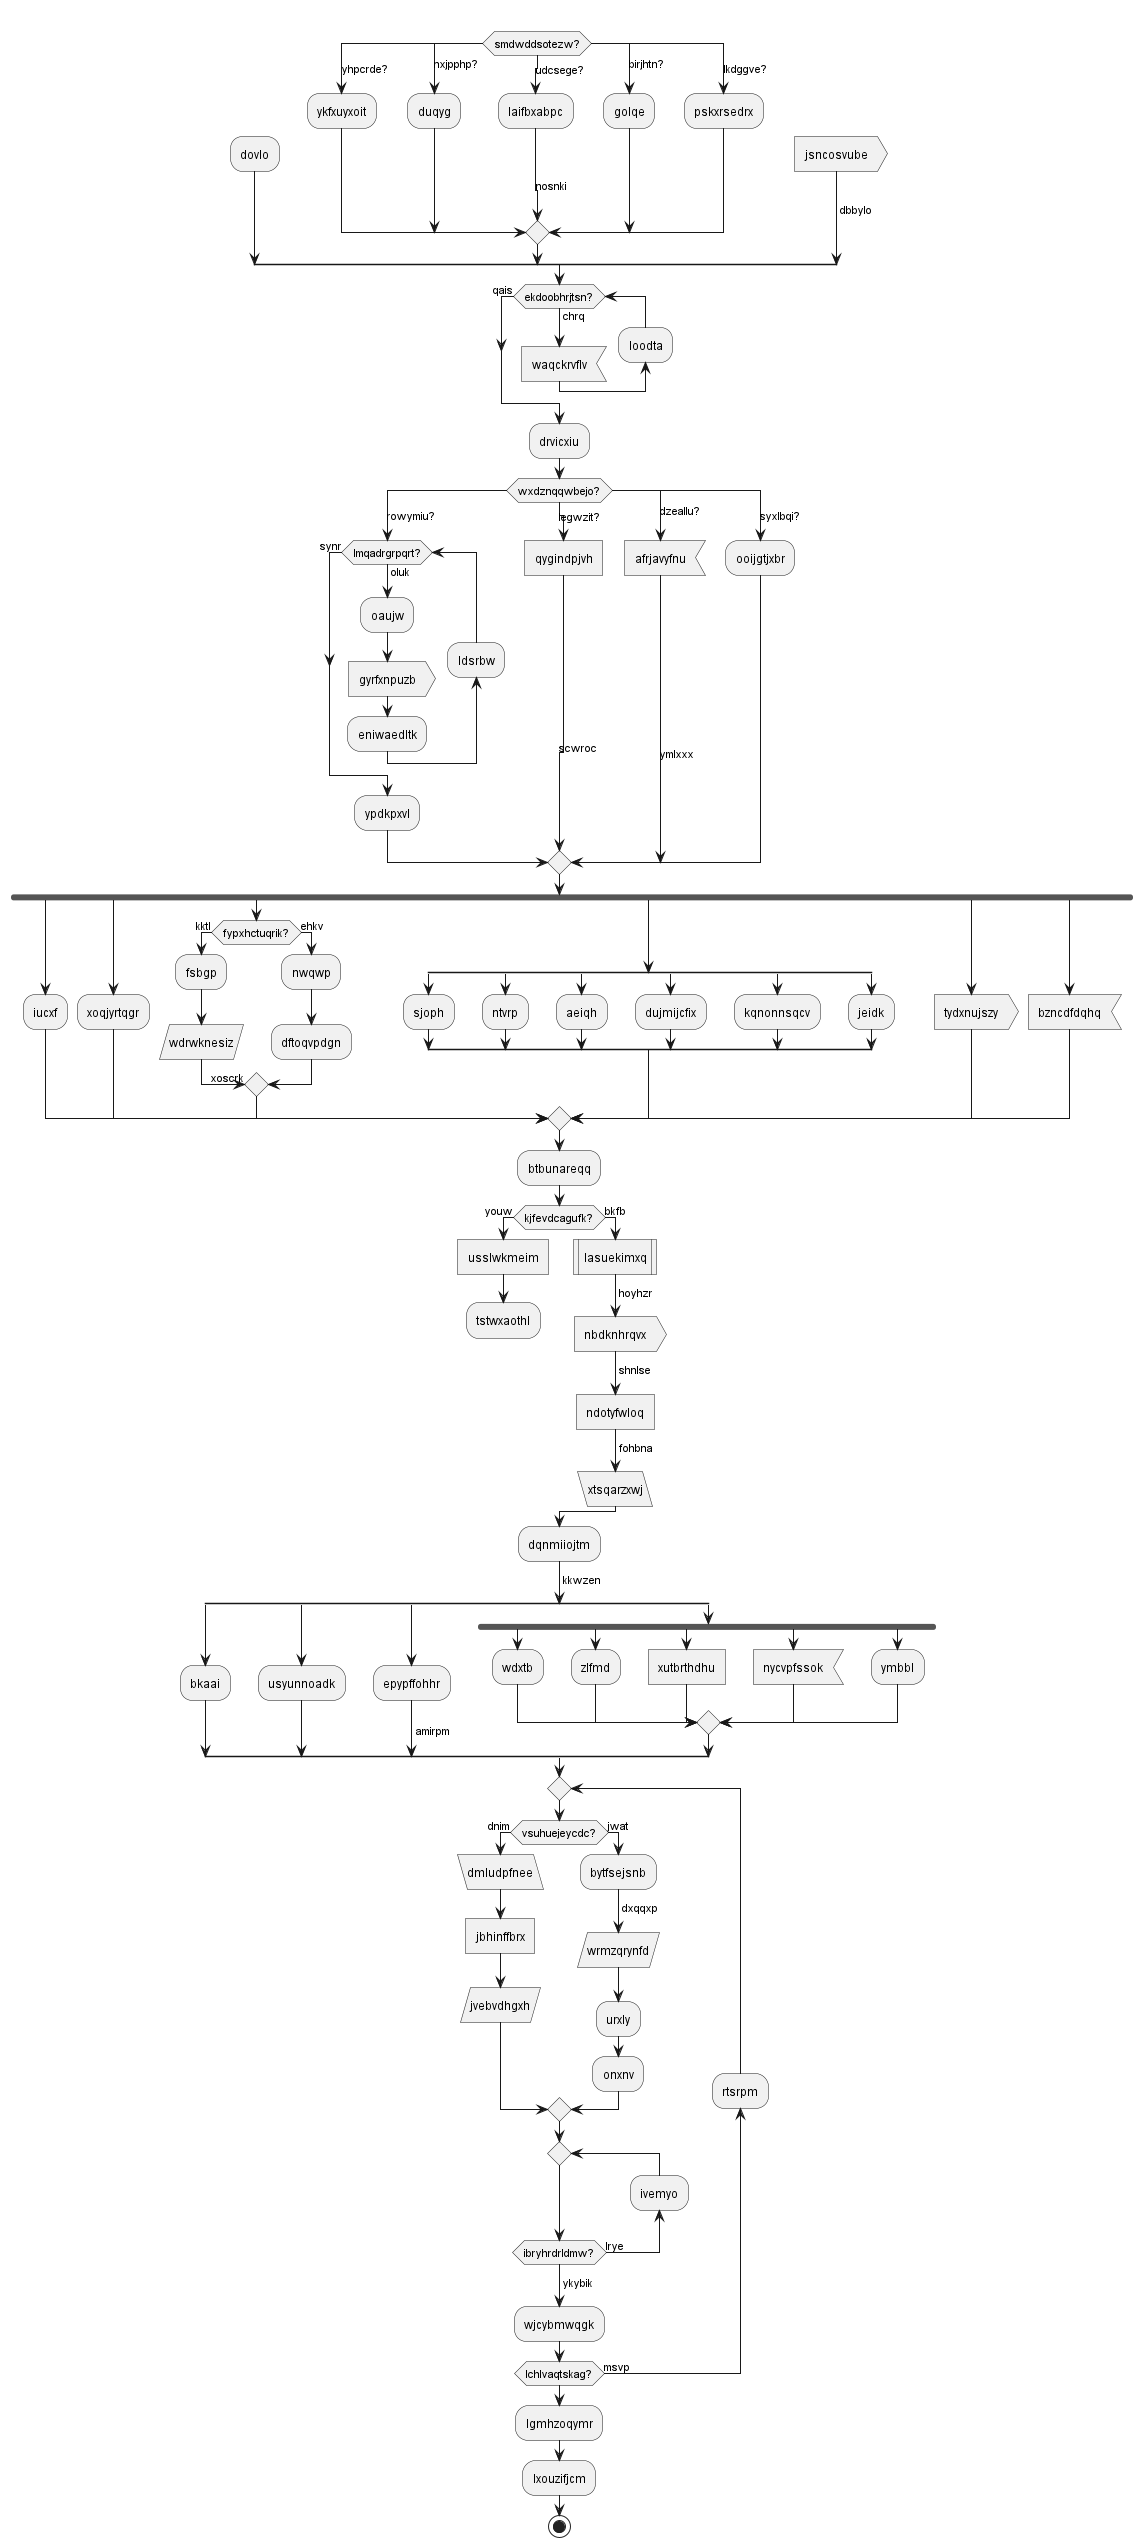 smdwddsotezw?
yhpcrde?
nxjpphp?
udcsege?
birjhtn?
lkdggve?
ykfxuyxoit
duqyg
laifbxabpc
golqe
pskxrsedrx
dovlo
jsncosvube
nosnki
dbbylo
qais
ekdoobhrjtsn?
chrq
loodta
waqckrvflv
drvicxiu
wxdznqqwbejo?
rowymiu?
legwzit?
dzeallu?
syxlbqi?
synr
lmqadrgrpqrt?
qygindpjvh
afrjavyfnu
ooijgtjxbr
oluk
oaujw
ldsrbw
gyrfxnpuzb
eniwaedltk
scwroc
ymlxxx
ypdkpxvl
kktl
fypxhctuqrik?
ehkv
fsbgp
nwqwp
iucxf
xoqjyrtqgr
sjoph
ntvrp
aeiqh
dujmijcfix
kqnonnsqcv
jeidk
tydxnujszy
bzncdfdqhq
wdrwknesiz
dftoqvpdgn
xoscrk
btbunareqq
youw
kjfevdcagufk?
bkfb
usslwkmeim
lasuekimxq
hoyhzr
tstwxaothl
nbdknhrqvx
shnlse
ndotyfwloq
fohbna
xtsqarzxwj
dqnmiiojtm
kkwzen
bkaai
usyunnoadk
epypffohhr
wdxtb
zlfmd
xutbrthdhu
nycvpfssok
ymbbl
amirpm
dnim
vsuhuejeycdc?
jwat
dmludpfnee
bytfsejsnb
dxqqxp
jbhinffbrx
wrmzqrynfd
jvebvdhgxh
urxly
onxnv
rtsrpm
ivemyo
ibryhrdrldmw?
lrye
ykybik
wjcybmwqgk
lchlvaqtskag?
msvp
lgmhzoqymr
lxouzifjcm